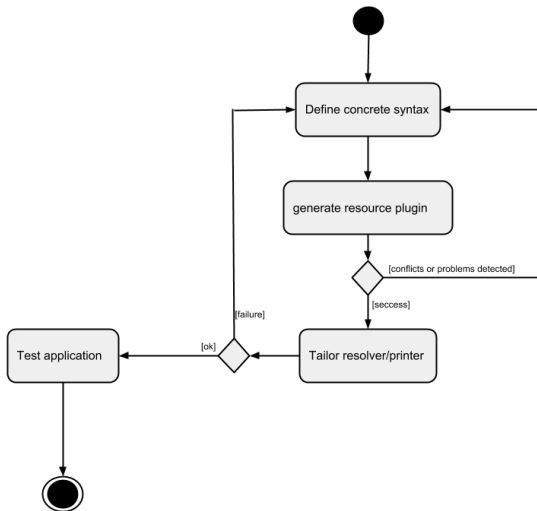 Define concrete syntax
generate resource plugin
[conflicts or problems detected]
[seccess]
[failure]
[ok]
Test application
Tailor resolver/printer